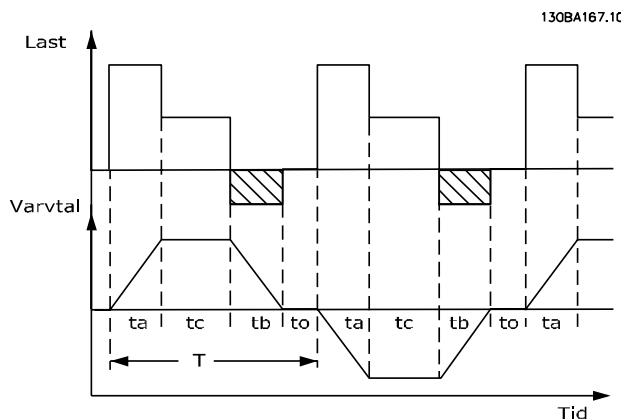 130BA167.10
Last
Varvtal
ta tc tb to ta tc tb to ta
T
Tid